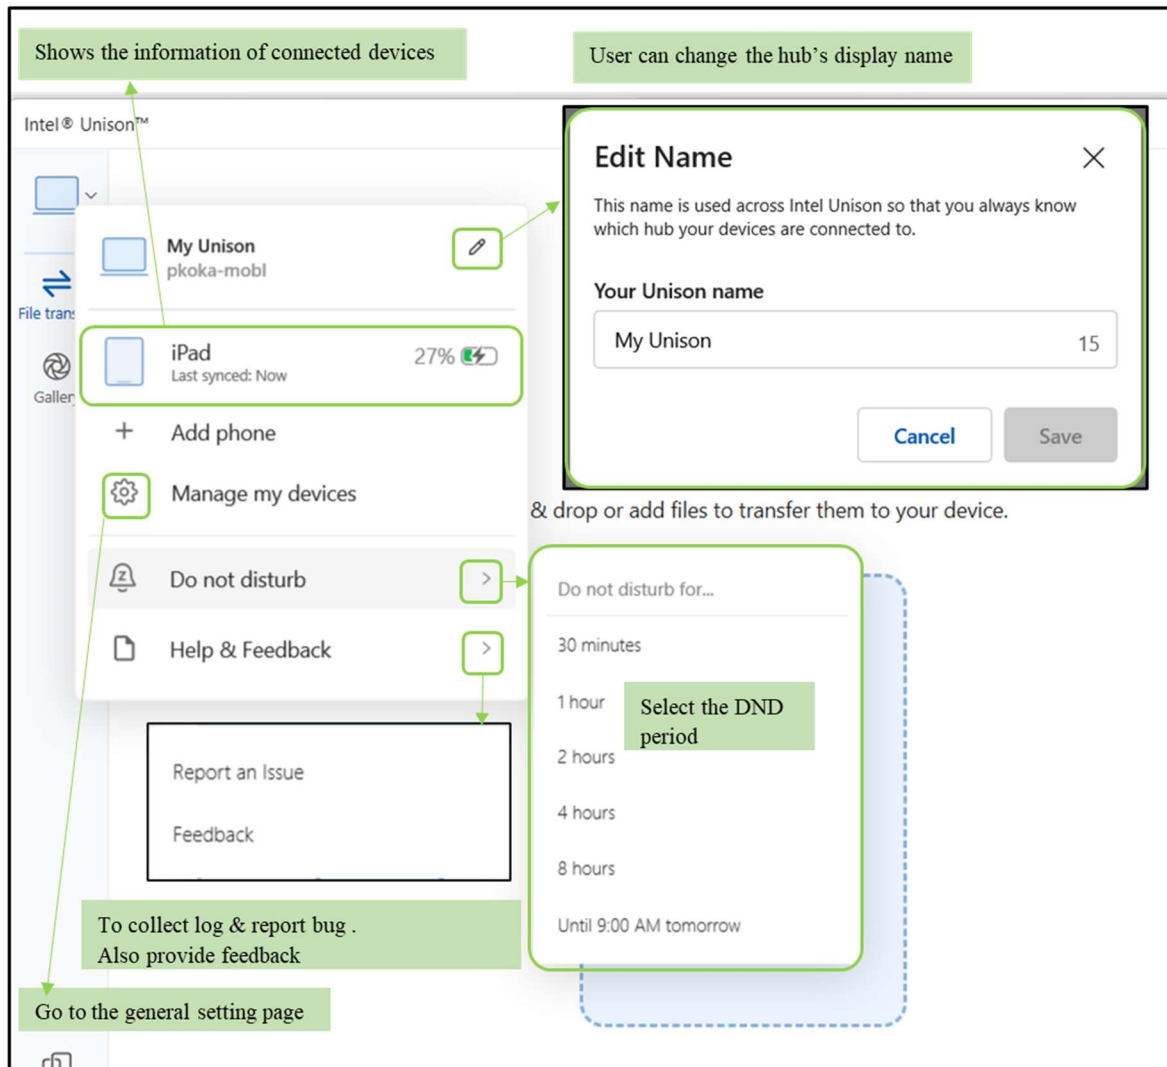 Shows the information of connected devices
User can change the hub’s display name
Intel® Unison™
My Unison
pkoka-mobl
File trans
iPad
27%
Last synced: Now
Galler
Add phone
Manage my devices
Do not disturb
Help & Feedback
Edit Name
This name is used across Intel Unison so that you always know
which hub your devices are connected to.
Your Unison name
My Unison
15
Cancel
Save
& drop or add files to transfer them to your device.
Do not disturb for...
30 minutes
1 hour
Select the DND
period
2 hours
4 hours
8 hours
Until 9:00 AM tomorrow
Report an Issue
Feedback
To collect log & report bug .
Also provide feedback
Go to the general setting page